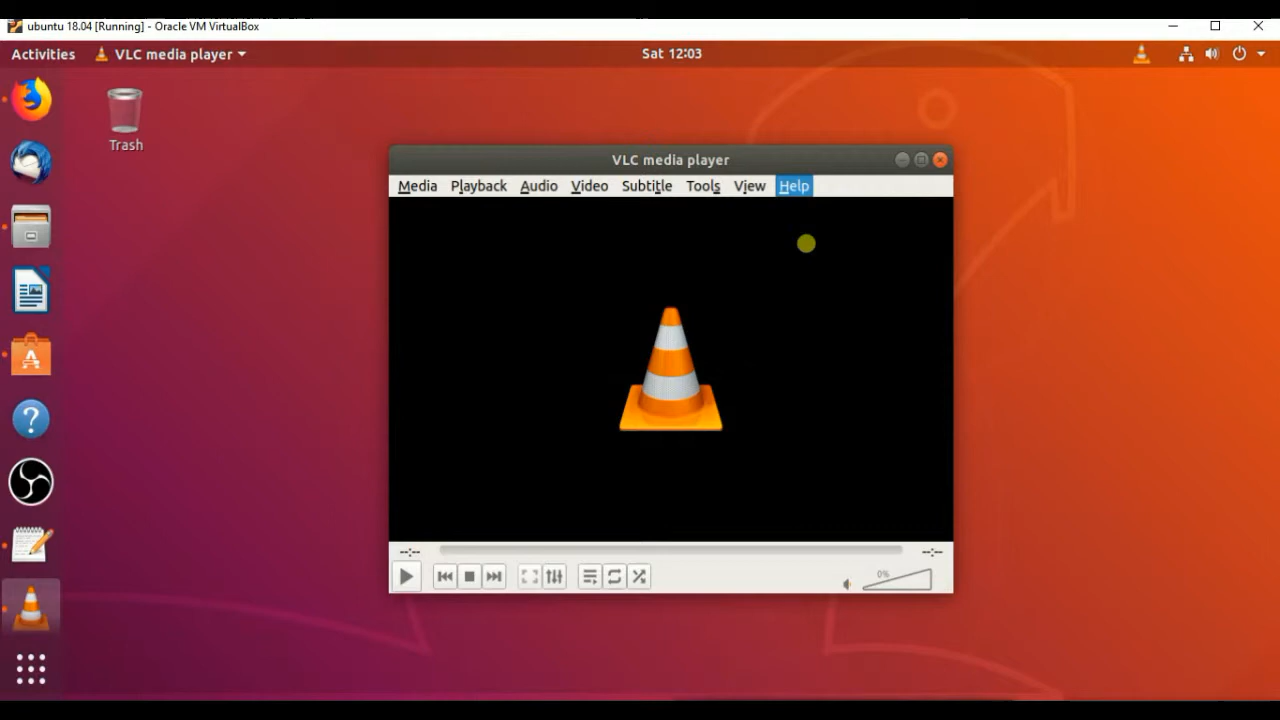 ubuntu 18.04 [Running] - Oracle VM VirtualBox
Activities VLC media player Sat 12:03
Trash
VLC media player
Media Playback Audio Video Subtitle Tools View Help
--:-- --:--
0%